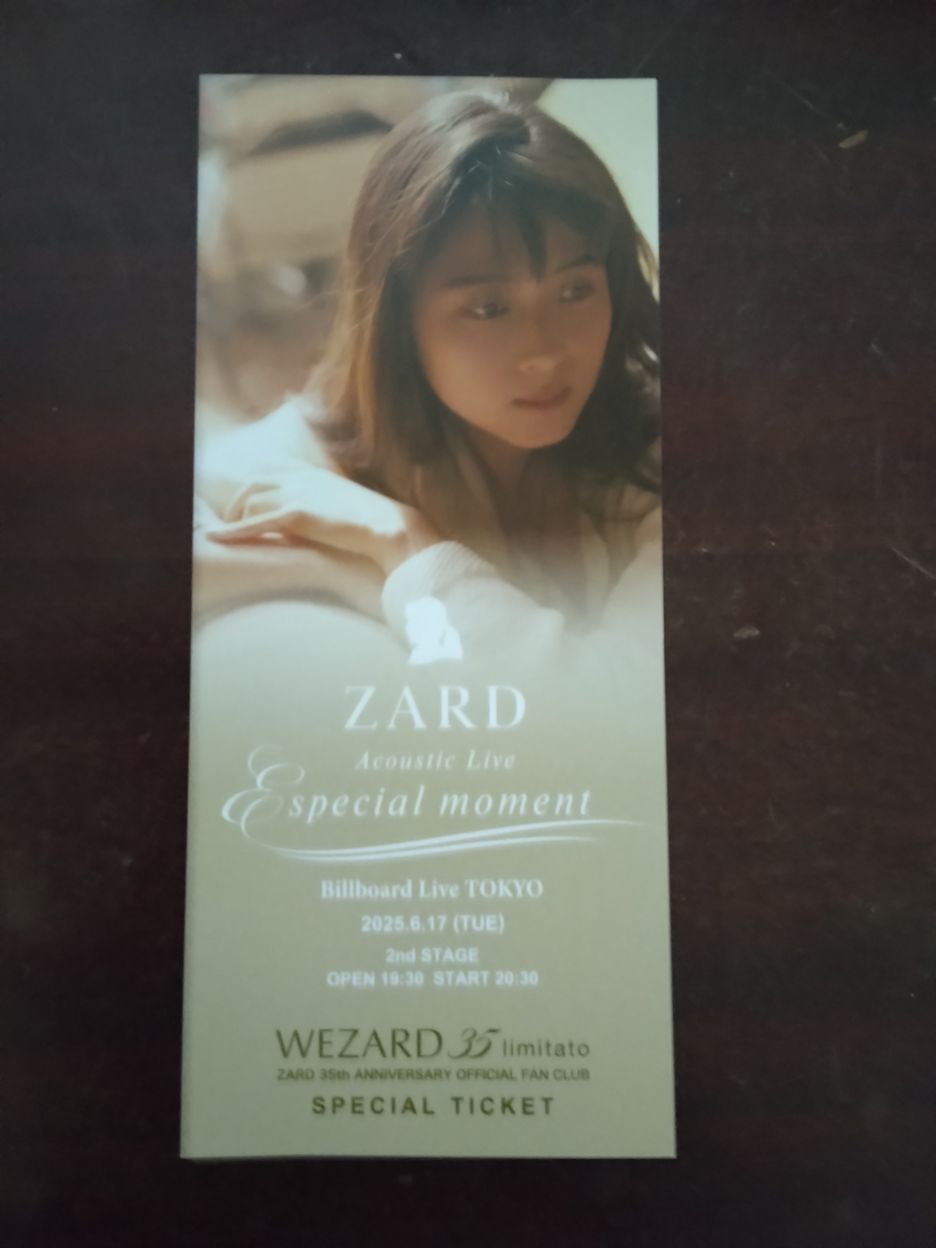 ZARD
Acoustic Live
Especial moment
Billboard Live TOKYO
2025.6.17 (TUE)
2nd STAGE
OPEN 19:30 START 20:30
WEZARD 35 limitato
ZARD 35th ANNIVERSARY OFFICIAL FAN CLUB
SPECIAL TICKET